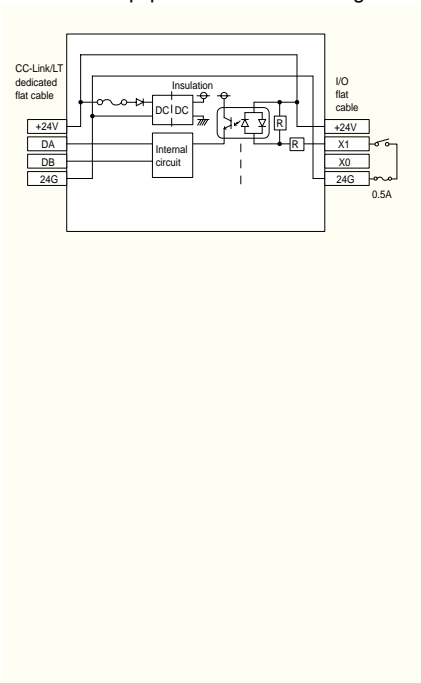 CC-Link/LT
dedicated
flat cable
Insulation
I/O
flat
cable
DC DC
R
+24V
+24V
DA
Internal
circuit
R
X1
DB
X0
24G
24G
0.5A